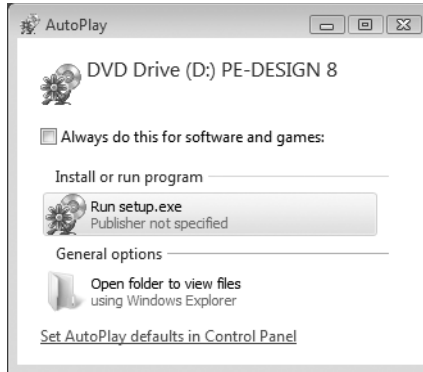 AutoPlay
DVD Drive (D:) PE-DESIGN 8
Always do this for software and games:
Install or run program
Run setup.exe
Publisher not specified
General options
Open folder to view files
using Windows Explorer
Set AutoPlay defaults in Control Panel